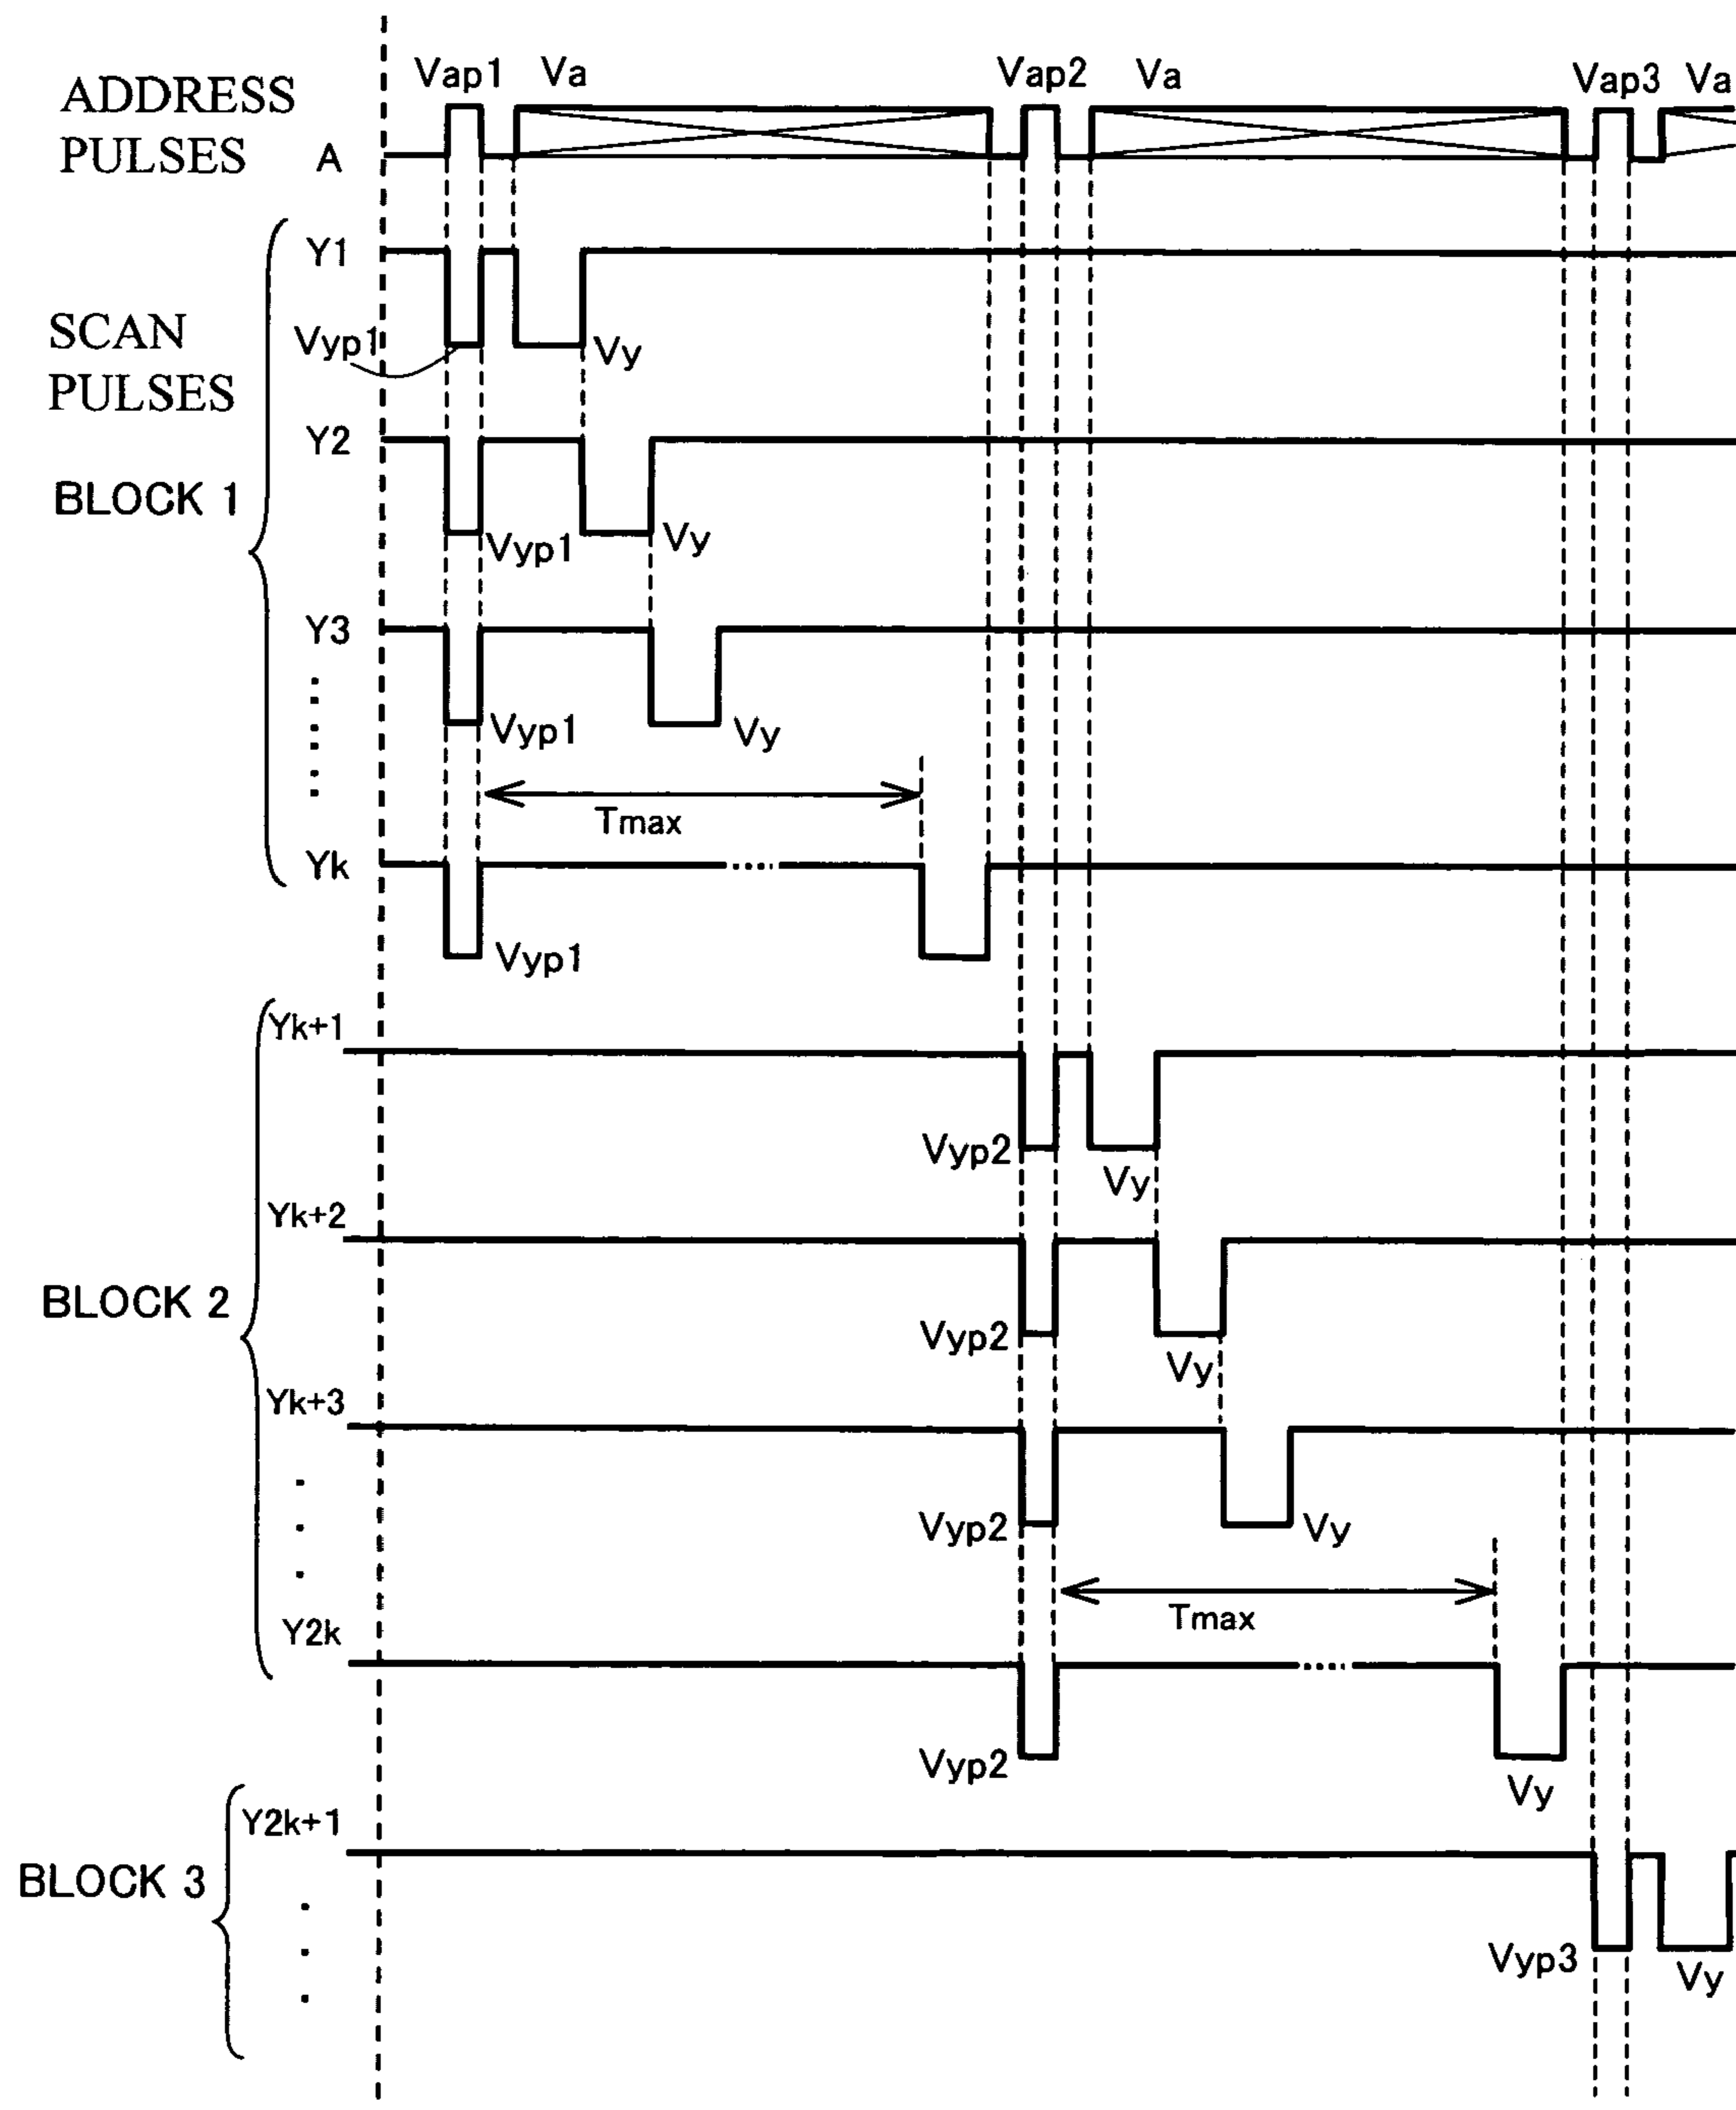 Vap1 Va Vap2 Va Vap3 Va
ADDRESS
PULSES
A
Y1
SCAN
PULSES
Vyp1
Vy
Y2
BLOCK 1
Vyp1
Vy
Y3
Vyp1
Vy
Tmax
Yk
Vyp1
Yk+1
Vyp2
Vy
Yk+2
BLOCK 2
Vyp2
Vy
Yk+3
Vyp2
Vy
Tmax
Y2k
Vyp2
Vy
Y2k+1
BLOCK 3
Vyp3
Vy